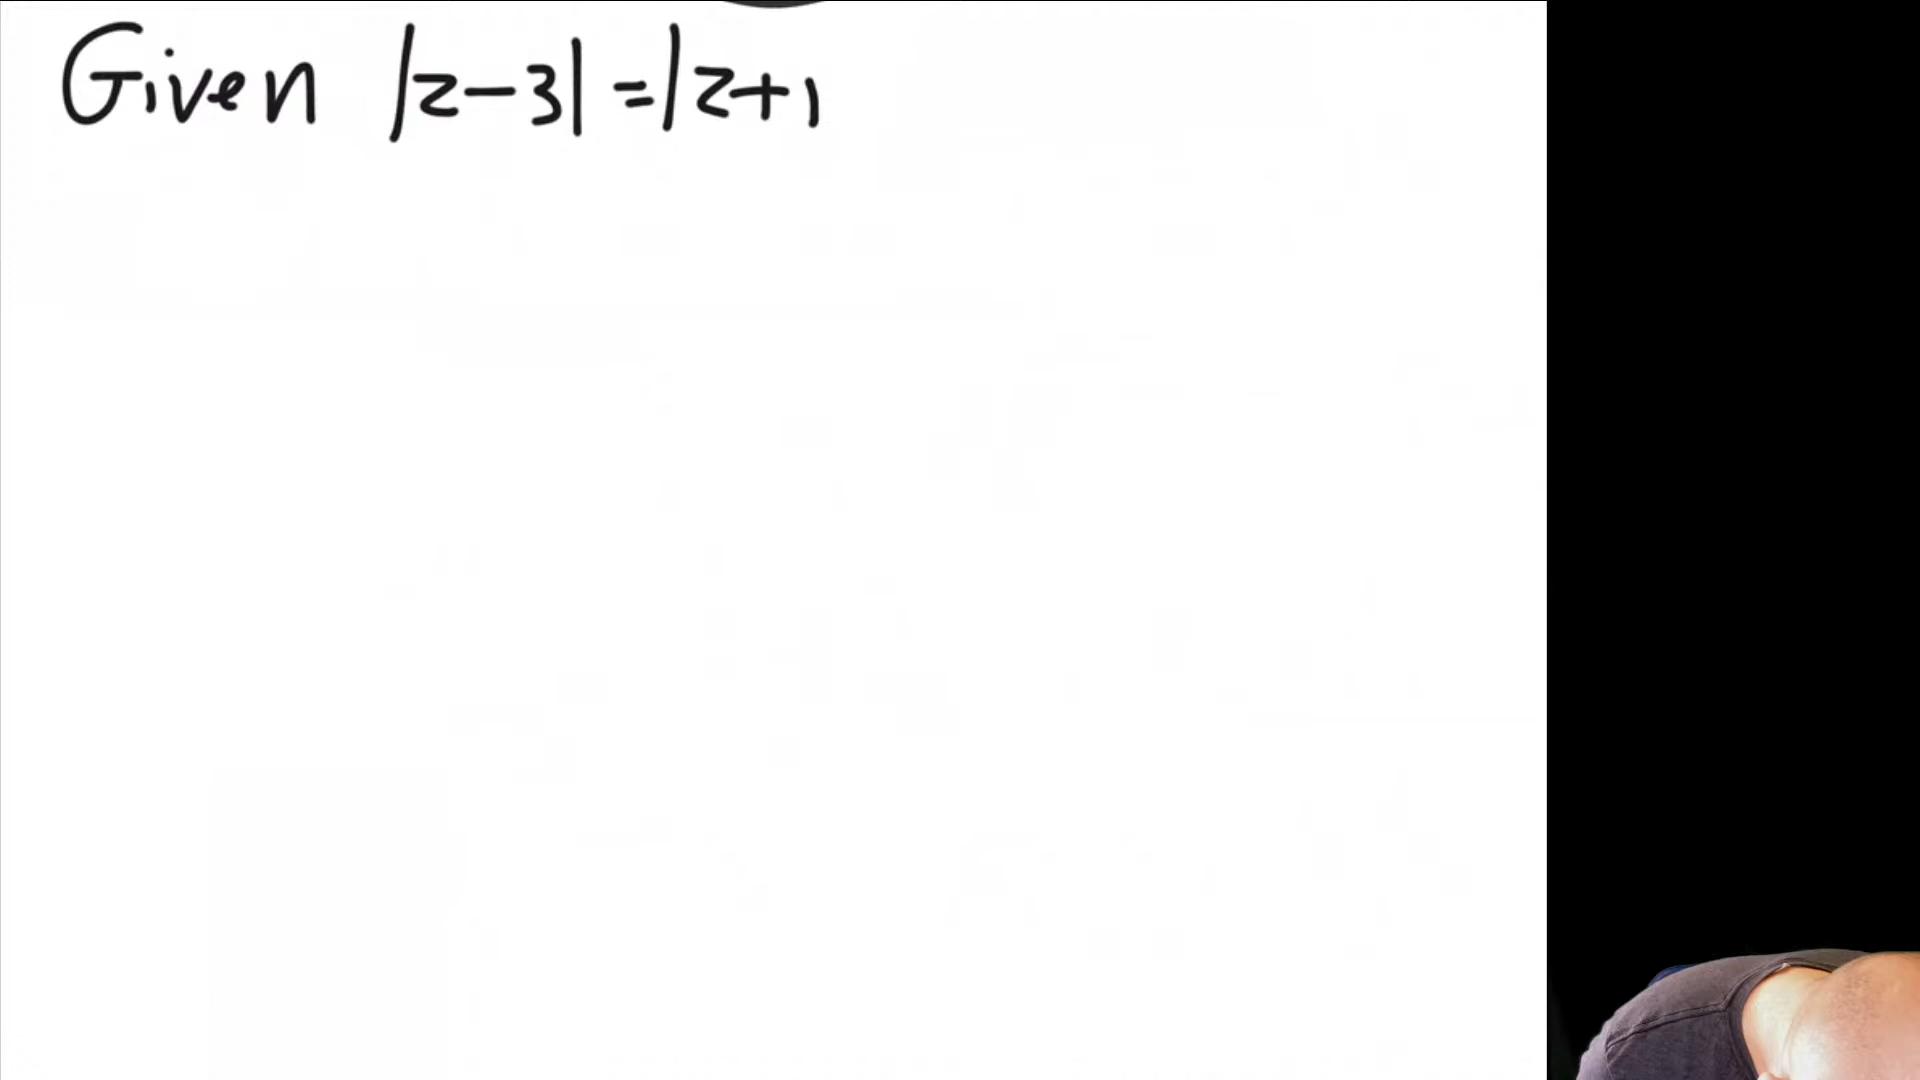 Given |z-3| = |z+1